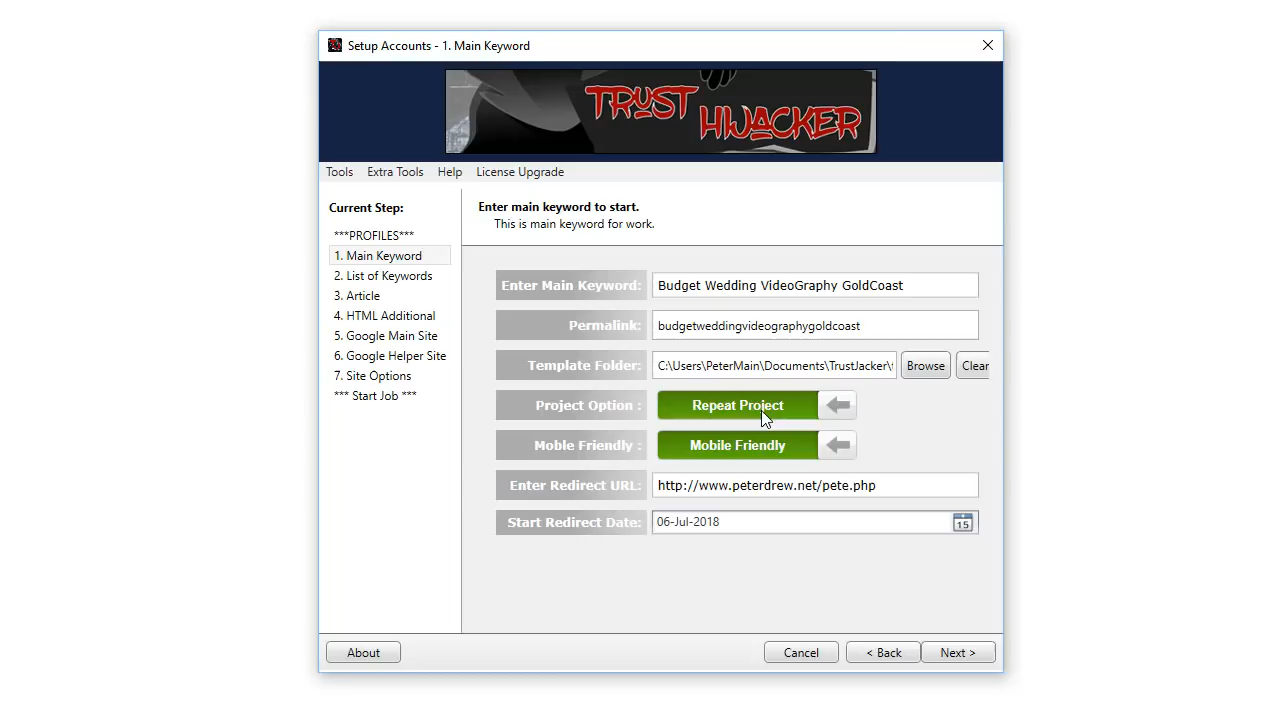 Setup Accounts - 1. Main Keyword
TRUST HIJACKER
Tools Extra Tools Help License Upgrade
Current Step:
***PROFILES***
1. Main Keyword
2. List of Keywords
3. Article
4. HTML Additional
5. Google Main Site
6. Google Helper Site
7. Site Options
*** Start Job ***
Enter main keyword to start.
This is main keyword for work.
Enter Main Keyword: Budget Wedding VideoGraphy GoldCoast
Permalink: budgetweddingvideographygoldcoast
Template Folder: C:\Users\PeterMain\Documents\TrustJacker\ Browse Clear
Project Option : Repeat Project
Moble Friendly : Mobile Friendly
Enter Redirect URL: http://www.peterdrew.net/pete.php
Start Redirect Date: 06-Jul-2018 15
About Cancel < Back Next >